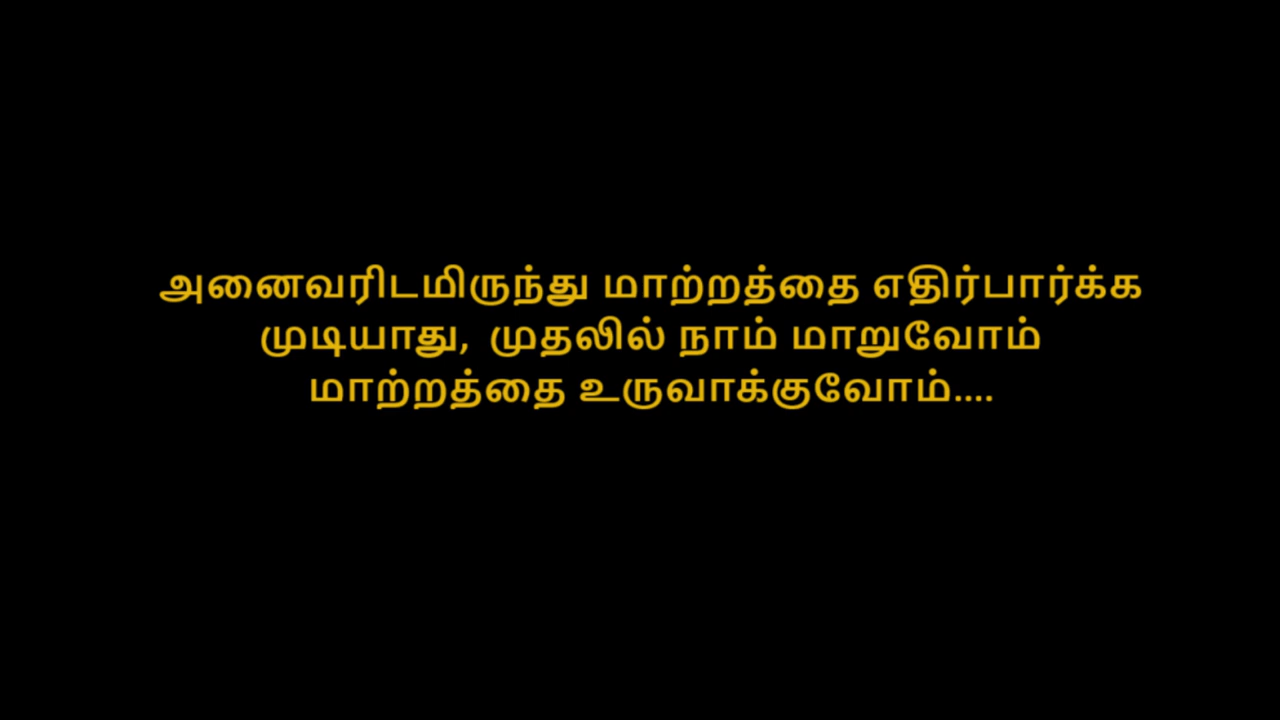 அனைவரிடமிருந்து மாற்றத்தை எதிர்பார்க்க
முடியாது, முதலில் நாம் மாறுவோம்
மாற்றத்தை உருவாக்குவோம்....